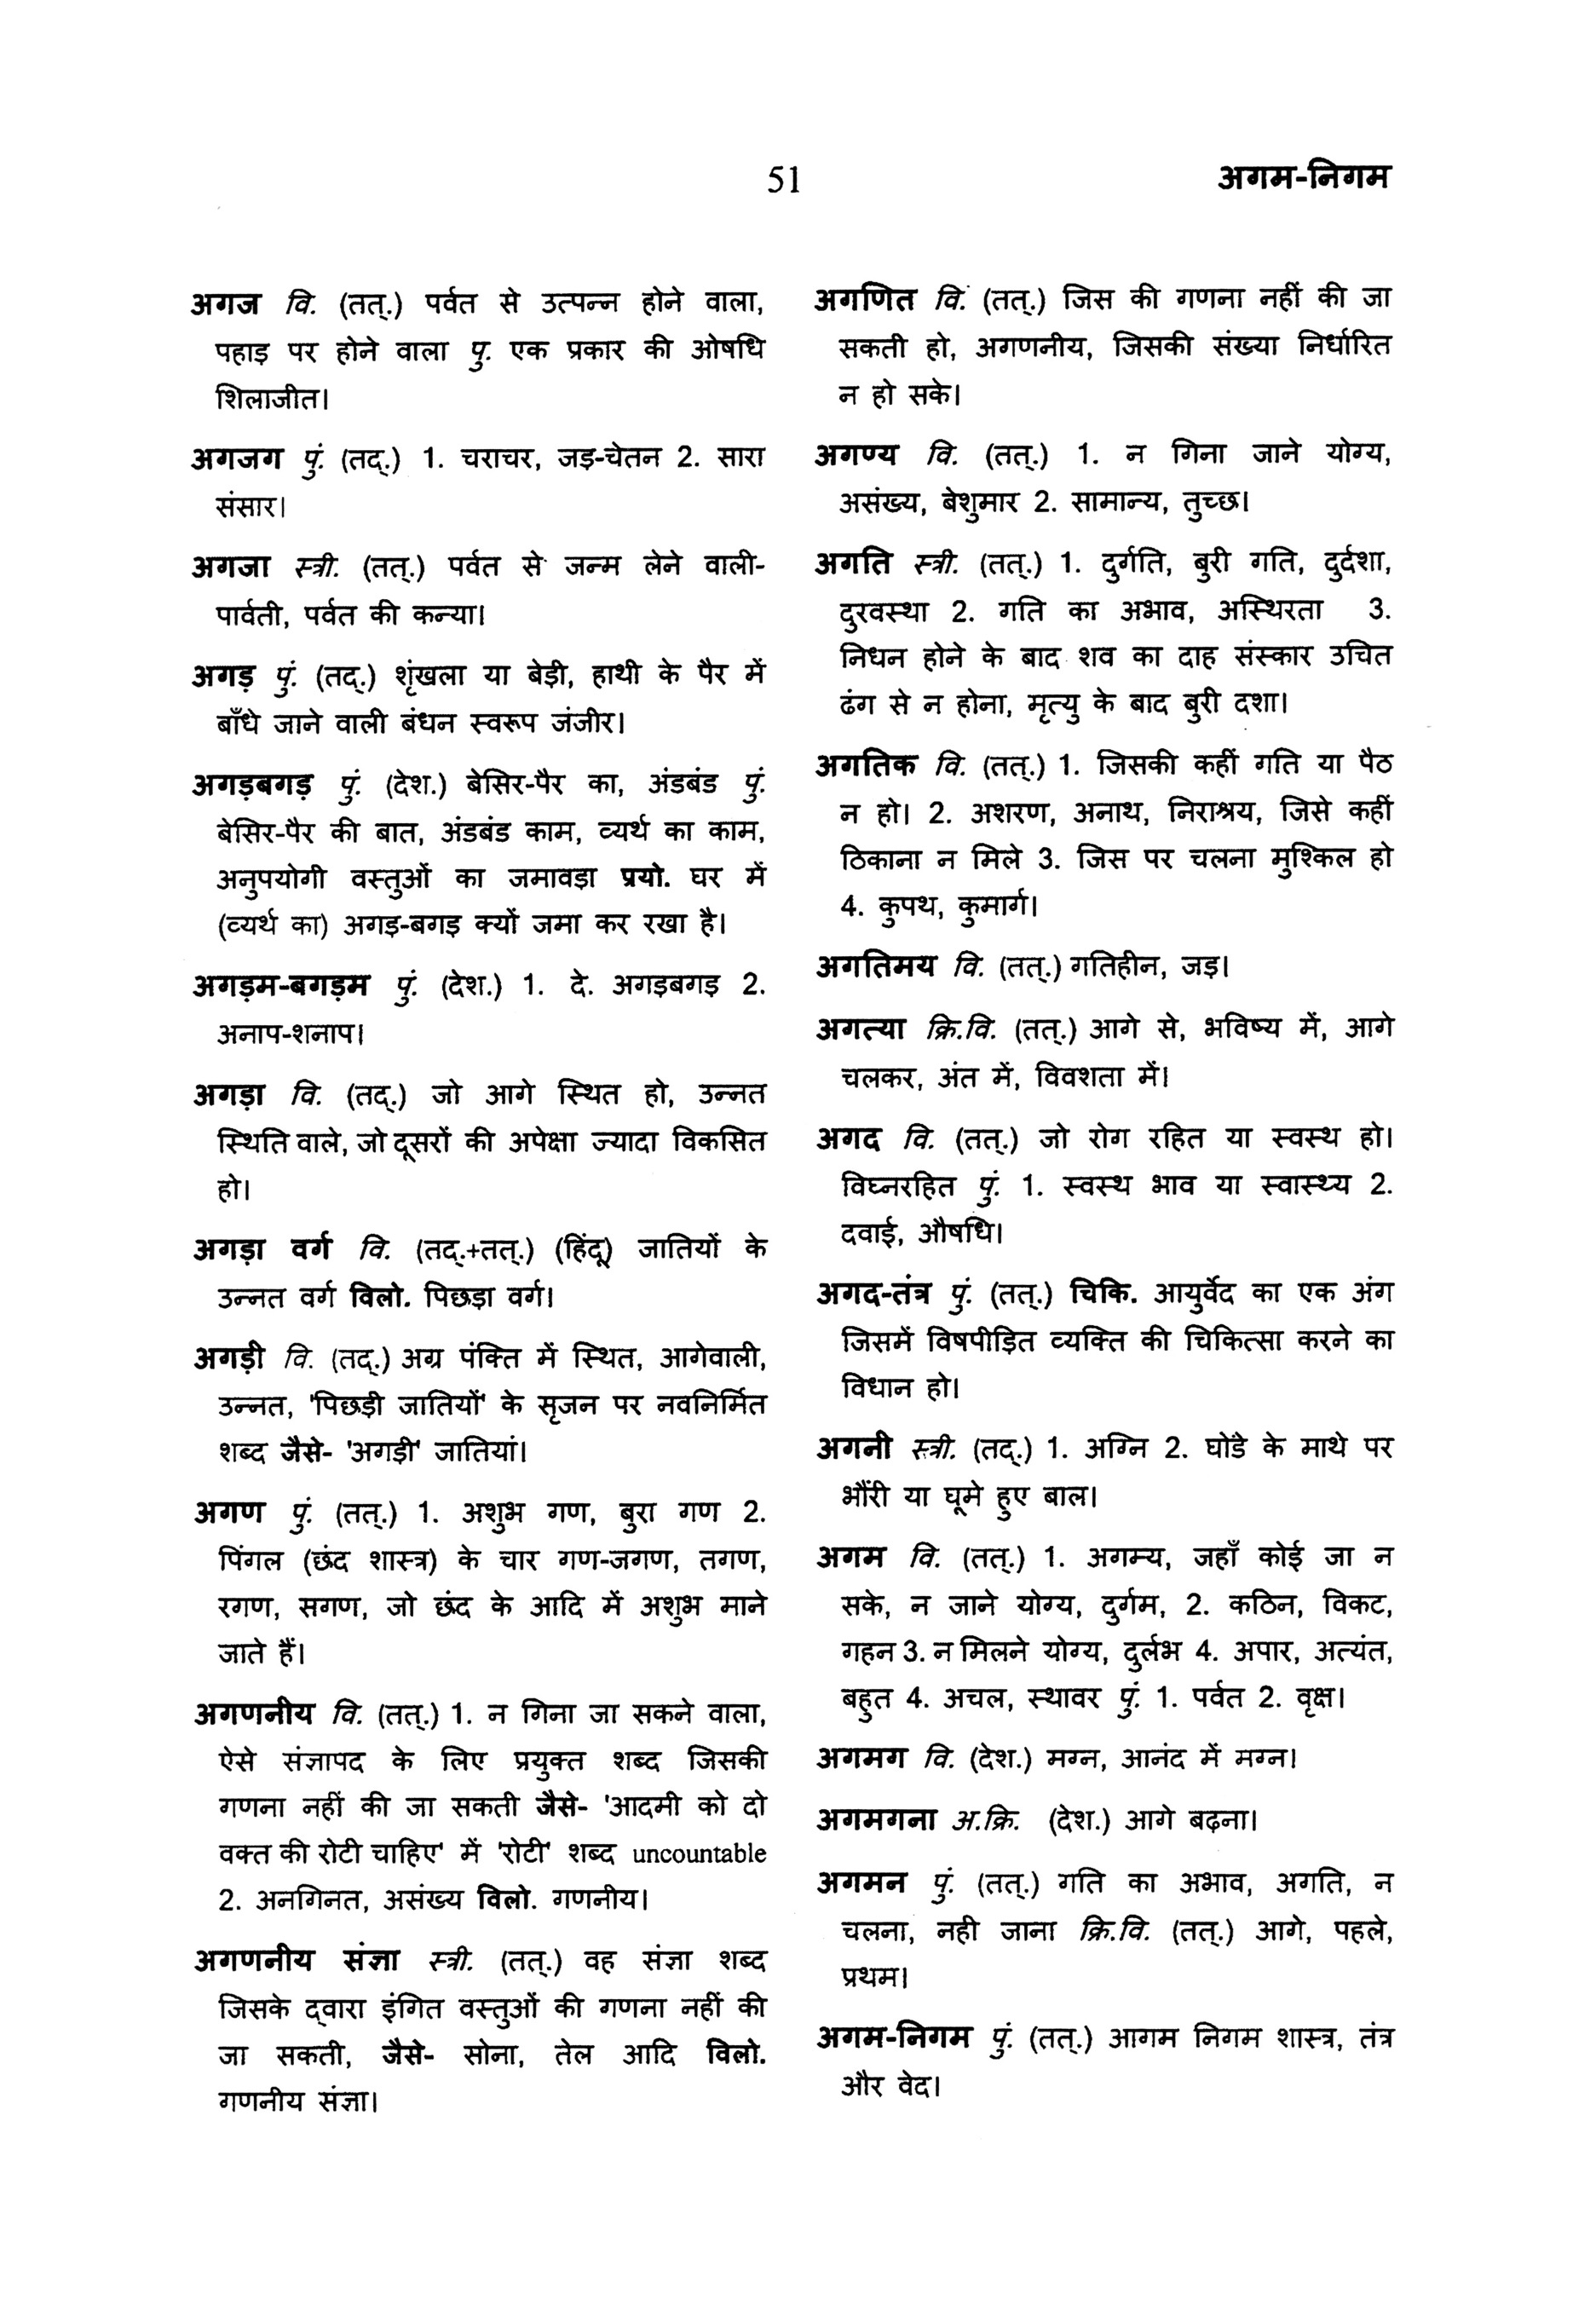 51
अगम-निगम
अगज वि. (तत्.) पर्वत से उत्पन्न होने वाला,
पहाड़ पर होने वाला पु. एक प्रकार की ओषधि
शिलाजीत।
अगजग पुं. (तद्.) 1. चराचर, जड़-चेतन 2. सारा
संसार।
अगजा स्त्री. (तत्.) पर्वत से जन्म लेने वाली-
पार्वती, पर्वत की कन्या।
अगड़ पुं. (तद्.) शृंखला या बेड़ी, हाथी के पैर में
बाँधे जाने वाली बंधन स्वरूप जंजीर।
अगड़बगड़ पुं. (देश.) बेसिर-पैर का, अंडबंड पुं.
बेसिर-पैर की बात, अंडबंड काम, व्यर्थ का काम,
अनुपयोगी वस्तुओं का जमावड़ा प्रयो. घर में
(व्यर्थ का) अगड़-बगड़ क्यों जमा कर रखा है।
अगड़म-बगड़म पुं. (देश.) 1. दे. अगड़बगड़ 2.
अनाप-शनाप।
अगड़ा वि. (तद्.) जो आगे स्थित हो, उन्नत
स्थिति वाले, जो दूसरों की अपेक्षा ज्यादा विकसित
हो।
अगड़ा वर्ग वि. (तद्.+तत्.) (हिंदू) जातियों के
उन्नत वर्ग विलो. पिछड़ा वर्ग।
अगड़ी वि. (तद्.) अग्र पंक्ति में स्थित, आगेवाली,
उन्नत, 'पिछड़ी जातियों' के सृजन पर नवनिर्मित
शब्द जैसे- 'अगड़ी' जातियां।
अगण पुं. (तत्.) 1. अशुभ गण, बुरा गण 2.
पिंगल (छंद शास्त्र) के चार गण-जगण, तगण,
रगण, सगण, जो छंद के आदि में अशुभ माने
जाते हैं।
अगणनीय वि. (तत्.) 1. न गिना जा सकने वाला,
ऐसे संज्ञापद के लिए प्रयुक्त शब्द जिसकी
गणना नहीं की जा सकती जैसे- 'आदमी को दो
वक्त की रोटी चाहिए' में 'रोटी' शब्द uncountable
2. अनगिनत, असंख्य विलो. गणनीय।
अगणनीय संज्ञा स्त्री. (तत्.) वह संज्ञा शब्द
जिसके द्वारा इंगित वस्तुओं की गणना नहीं की
जा सकती, जैसे- सोना, तेल आदि विलो.
गणनीय संज्ञा।
अगणित वि. (तत्.) जिस की गणना नहीं की जा
सकती हो, अगणनीय, जिसकी संख्या निर्धारित
न हो सके।
अगण्य वि. (तत्.) 1. न गिना जाने योग्य,
असंख्य, बेशुमार 2. सामान्य, तुच्छ।
अगति स्त्री. (तत्.) 1. दुर्गति, बुरी गति, दुर्दशा,
दुरवस्था 2. गति का अभाव, अस्थिरता 3.
निधन होने के बाद शव का दाह संस्कार उचित
ढंग से न होना, मृत्यु के बाद बुरी दशा।
अगतिक वि. (तत्.) 1. जिसकी कहीं गति या पैठ
न हो। 2. अशरण, अनाथ, निराश्रय, जिसे कहीं
ठिकाना न मिले 3. जिस पर चलना मुश्किल हो
4. कुपथ, कुमार्ग।
अगतिमय वि. (तत्.) गतिहीन, जड़।
अगत्या क्रि.वि. (तत्.) आगे से, भविष्य में, आगे
चलकर, अंत में, विवशता में।
अगद वि. (तत्.) जो रोग रहित या स्वस्थ हो।
विघ्नरहित पुं. 1. स्वस्थ भाव या स्वास्थ्य 2.
दवाई, औषधि।
अगद-तंत्र पुं. (तत्.) चिकि. आयुर्वेद का एक अंग
जिसमें विषपीड़ित व्यक्ति की चिकित्सा करने का
विधान हो।
अगनी स्त्री. (तद्.) 1. अग्नि 2. घोडे के माथे पर
भौंरी या घूमे हुए बाल।
अगम वि. (तत्.) 1. अगम्य, जहाँ कोई जा न
सके, न जाने योग्य, दुर्गम, 2. कठिन, विकट,
गहन 3. न मिलने योग्य, दुर्लभ 4. अपार, अत्यंत,
बहुत 4. अचल, स्थावर पुं. 1. पर्वत 2. वृक्ष।
अगमग वि. (देश.) मग्न, आनंद में मग्न।
अगमगना अ.क्रि. (देश.) आगे बढ़ना।
अगमन पुं. (तत्.) गति का अभाव, अगति, न
चलना, नही जाना क्रि.वि. (तत्.) आगे, पहले,
प्रथम।
अगम-निगम पुं. (तत्.) आगम निगम शास्त्र, तंत्र
और वेद।